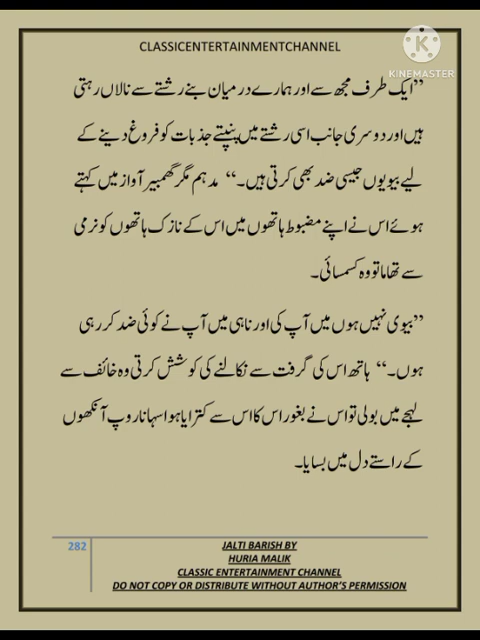 CLASSICENTERTAINMENTCHANNEL
K
KINEMASTER
”ایک طرف مجھ سے اور ہمارے درمیان بنے رشتے سے نالاں رہتی
ہیں اور دوسری جانب اسی رشتے میں پنپتے جذبات کو فروغ دینے کے
لیے بیویوں جیسی ضد بھی کرتی ہیں۔“ مدہم مگر گھمبیر آواز میں کہتے
ہوئے اس نے اپنے مضبوط ہاتھوں میں اس کے نازک ہاتھوں کو نرمی
سے تھاما تو وہ کسمسائی۔
”بیوی نہیں ہوں میں آپ کی اور ناہی میں آپ نے کوئی ضد کر رہی
ہوں۔“ ہاتھ اس کی گرفت سے نکالنے کی کوشش کرتی وہ خائف سے
لہجے میں بولی تو اس نے بغور اس کا اس سے کترایا ہوا سہانا روپ آنکھوں
کے راستے دل میں بسایا۔
282
JALTI BARISH BY
HURIA MALIK
CLASSIC ENTERTAINMENT CHANNEL
DO NOT COPY OR DISTRIBUTE WITHOUT AUTHOR'S PERMISSION